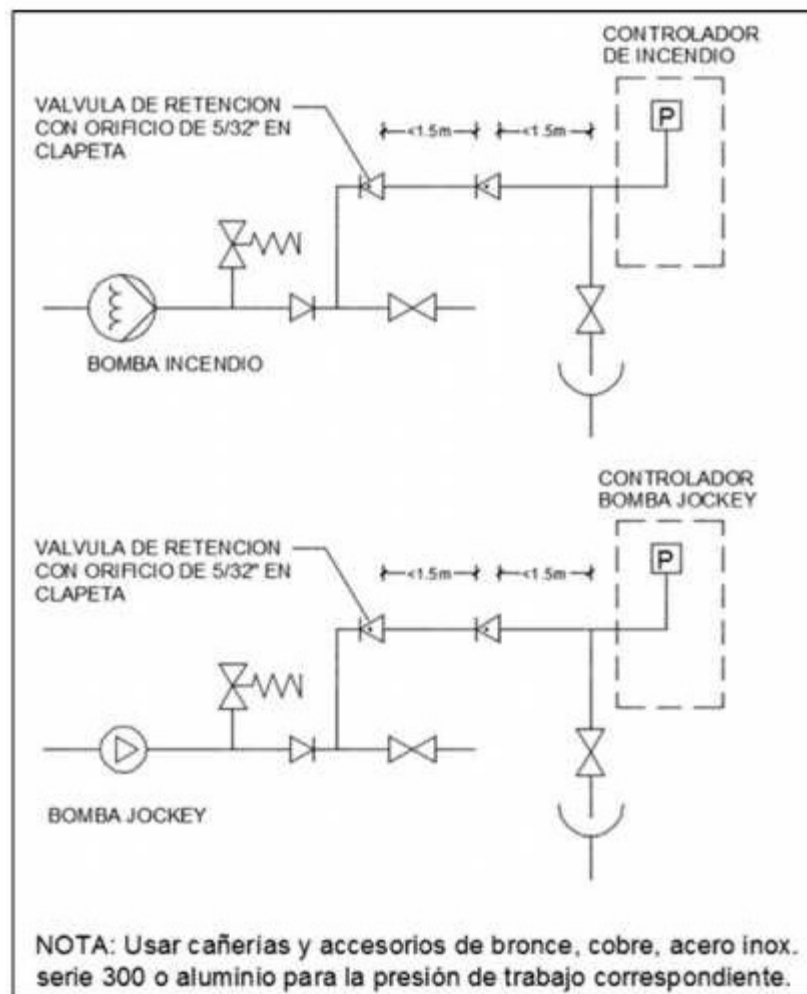 CONTROLADOR
DE INCENDIO
VALVULA DE RETENCION
CON ORIFICIO DE 5/32" EN
CLAPETA
<1.5m
<1.5m
P
BOMBA INCENDIO
CONTROLADOR
BOMBA JOCKEY
VALVULA DE RETENCION
CON ORIFICIO DE 5/32" EN
CLAPETA
<1.5m
<1.5m
P
BOMBA JOCKEY
NOTA: Usar cañerias y accesorios de bronce, cobre, acero inox.
serie 300 o aluminio para la presión de trabajo correspondiente.